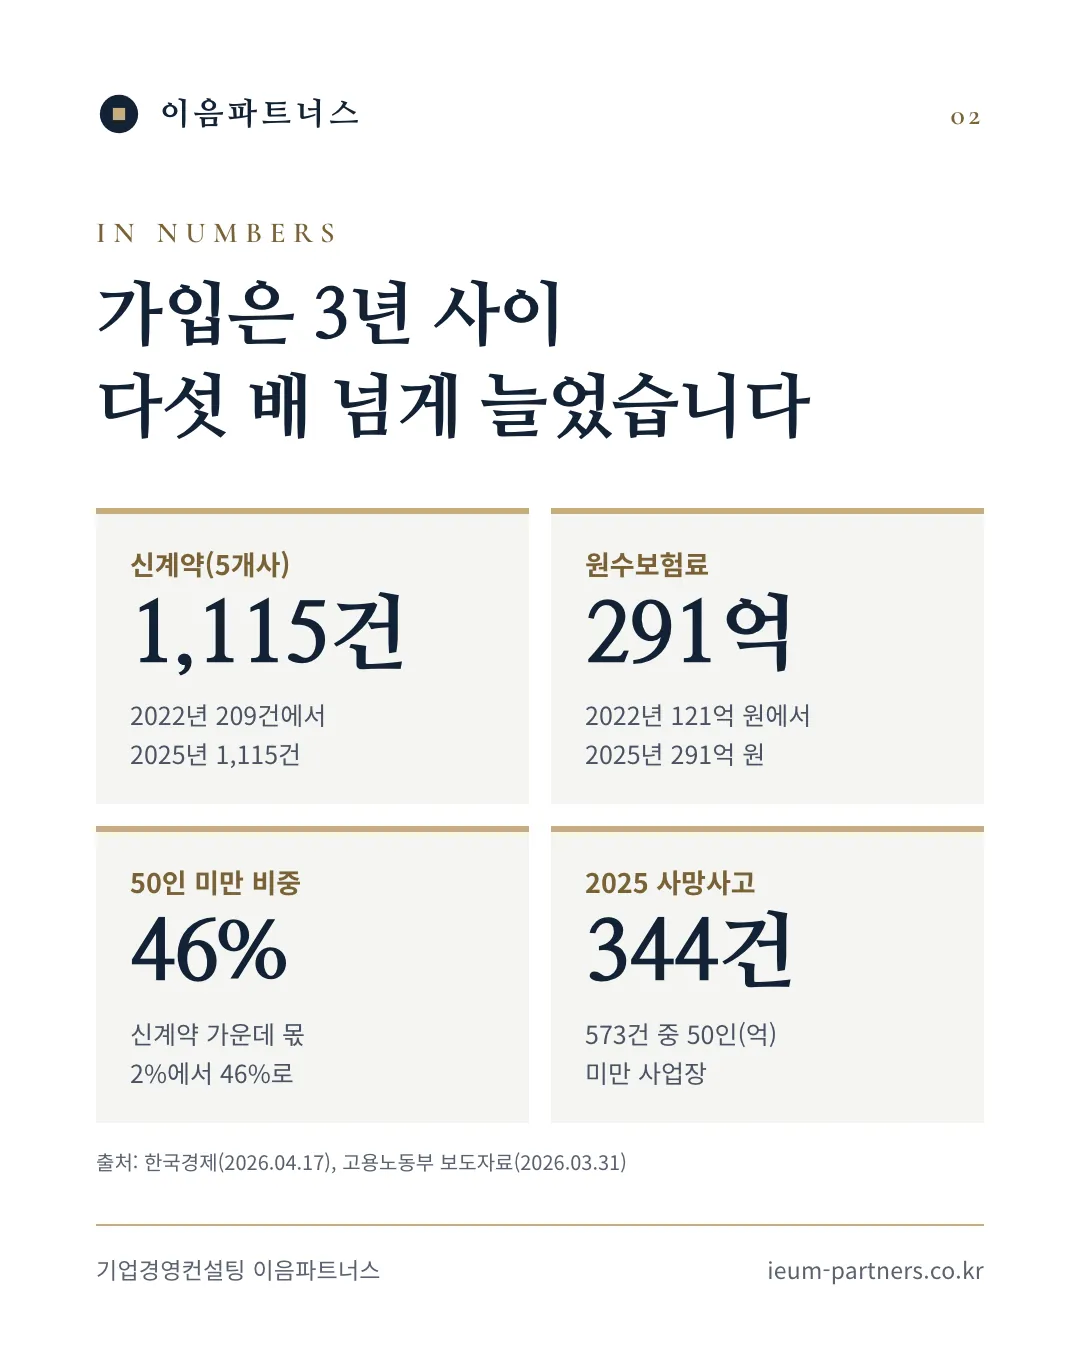 이음파트너스
02
IN NUMBERS
가입은 3년 사이
다섯 배 넘게 늘었습니다
신계약(5개사)
1,115건
2022년 209건에서
2025년 1,115건
원수보험료
291억
2022년 121억 원에서
2025년 291억 원
50인 미만 비중
46%
신계약 가운데 몫
2%에서 46%로
2025 사망사고
344건
573건 중 50인(억)
미만 사업장
출처: 한국경제(2026.04.17), 고용노동부 보도자료(2026.03.31)
기업경영컨설팅 이음파트너스
ieum-partners.co.kr